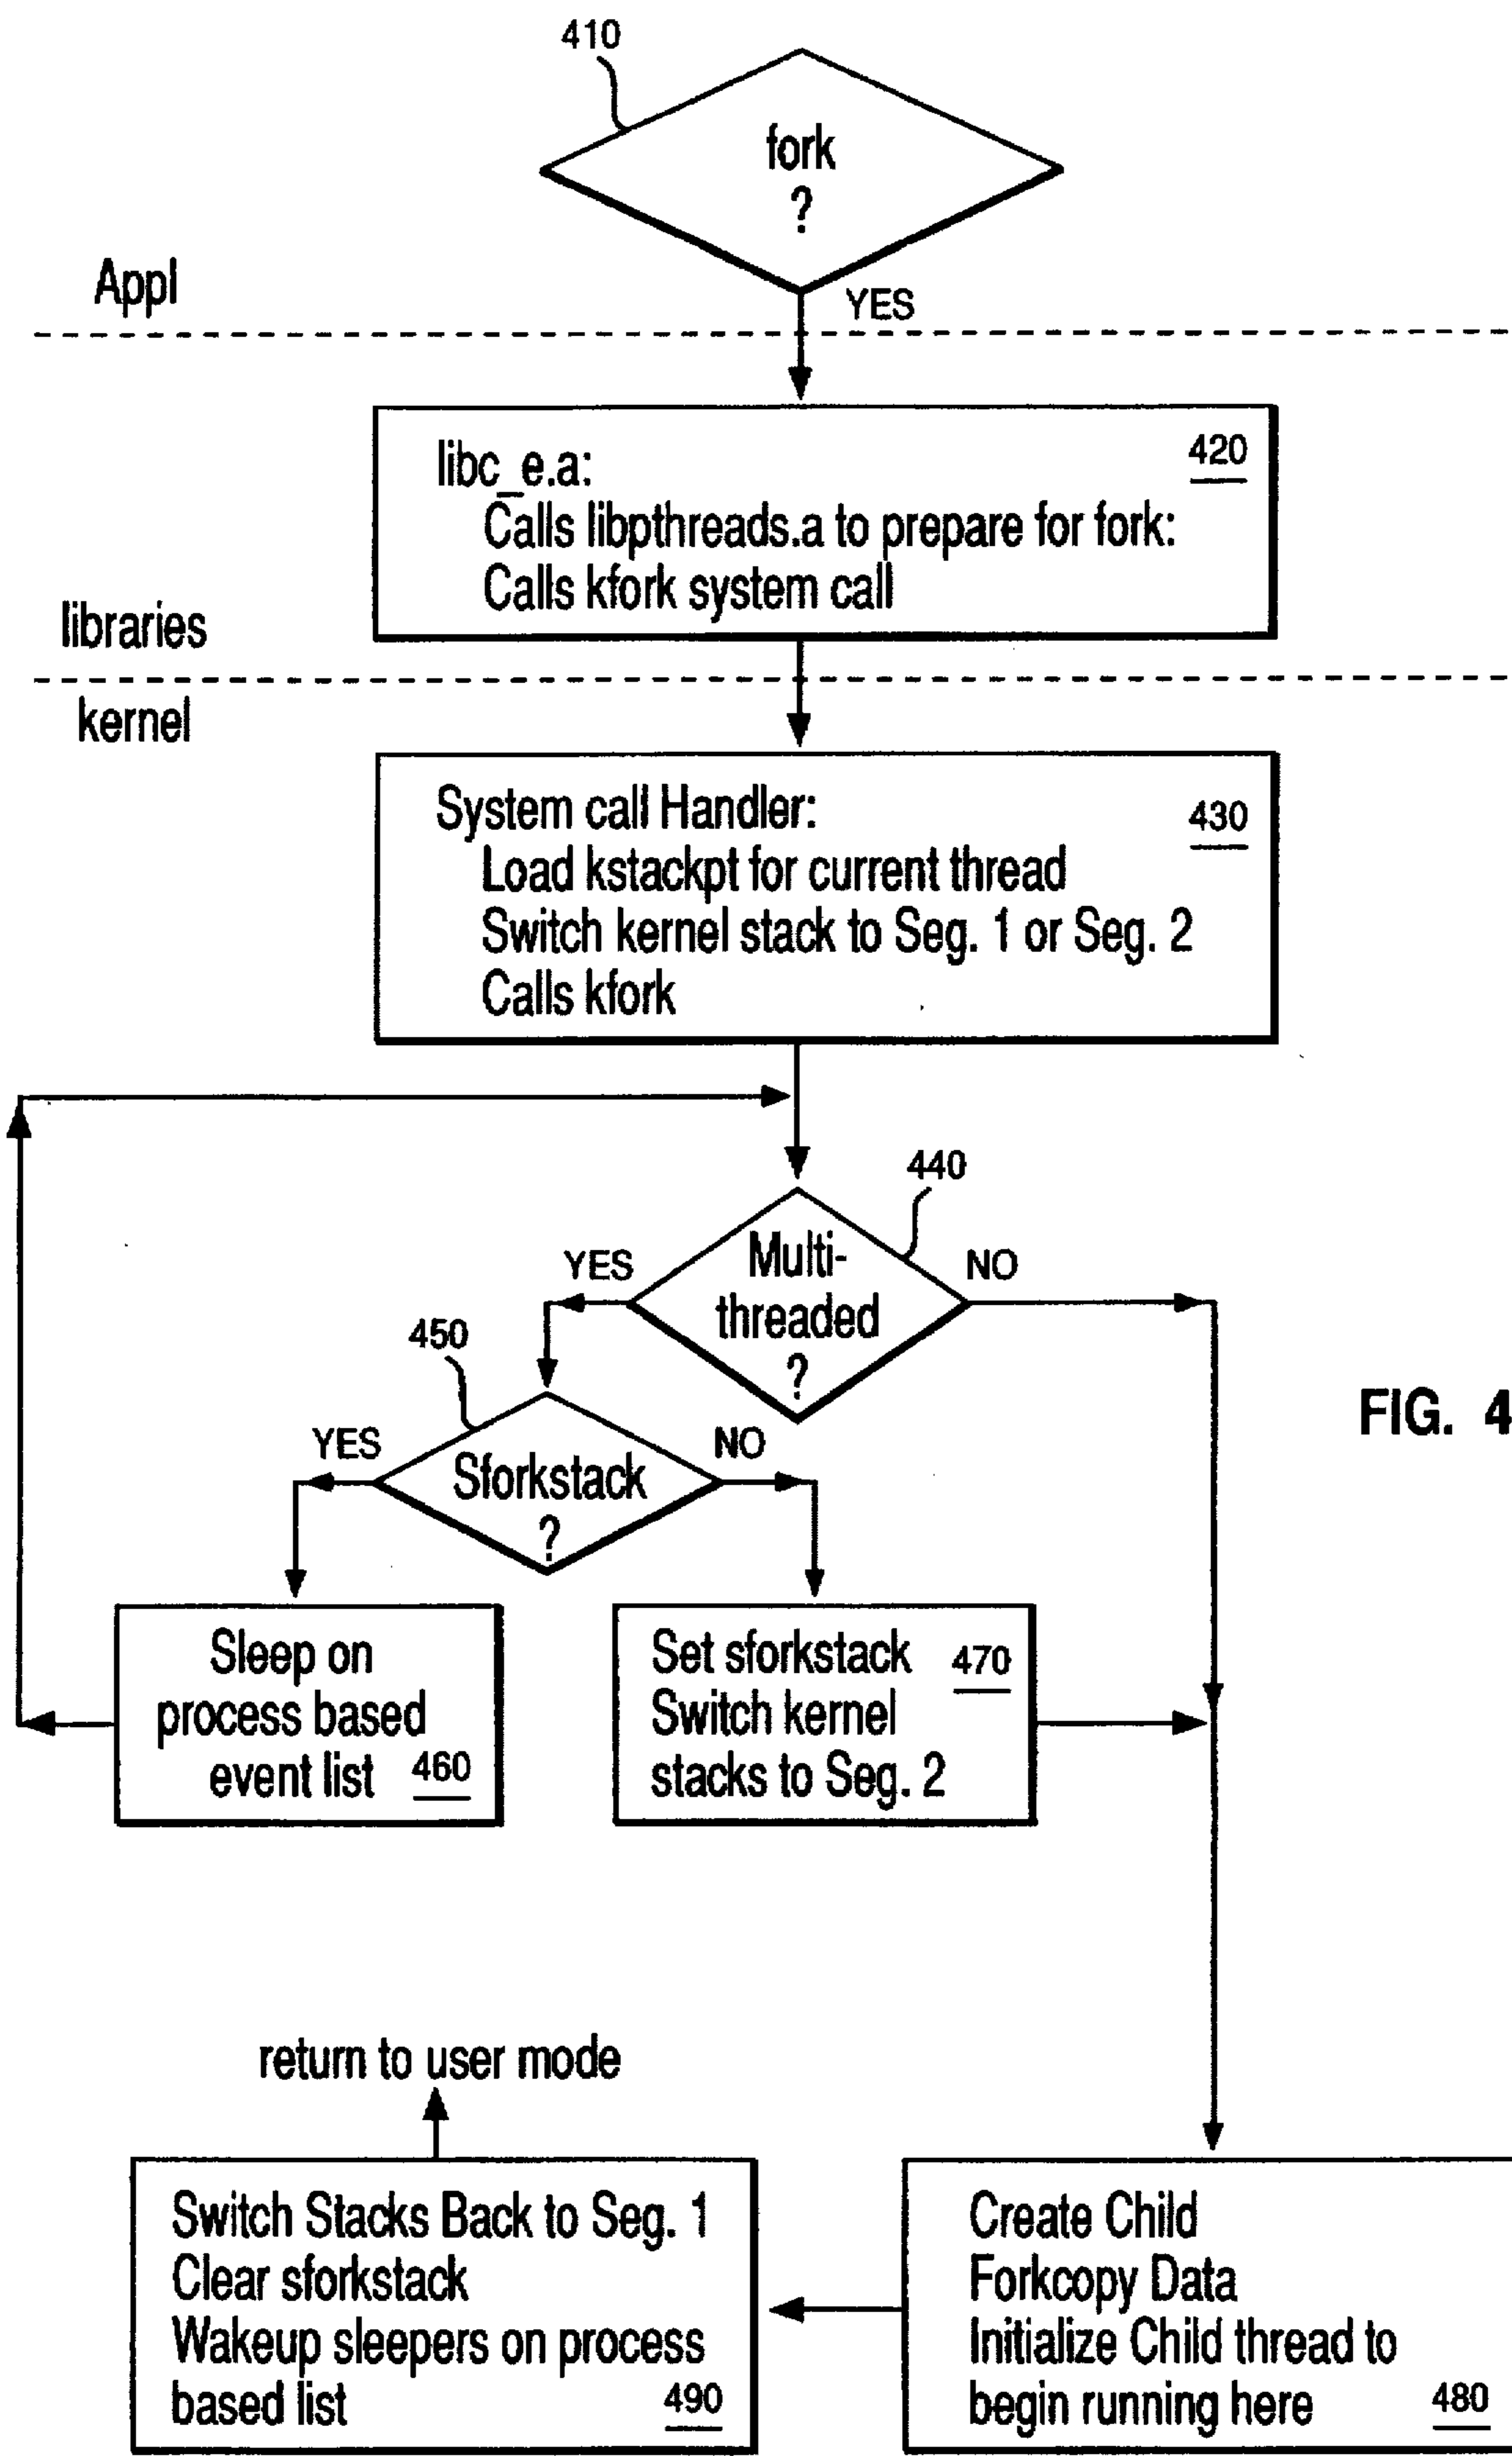 410
fork
?
Appl
YES
libc_e.a:
420
Calls libpthreads.a to prepare for fork:
Calls kfork system call
libraries
kernel
System call Handler:
430
Load kstackpt for current thread
Switch kernel stack to Seg. 1 or Seg. 2
Calls kfork
440
YES
Multi-
threaded
?
NO
450
YES
Sforkstack
?
NO
FIG. 4
Sleep on
process based
event list 460
Set sforkstack 470
Switch kernel
stacks to Seg. 2
return to user mode
Switch Stacks Back to Seg. 1
Clear sforkstack
Wakeup sleepers on process
based list 490
Create Child
Forkcopy Data
Initialize Child thread to
begin running here 480